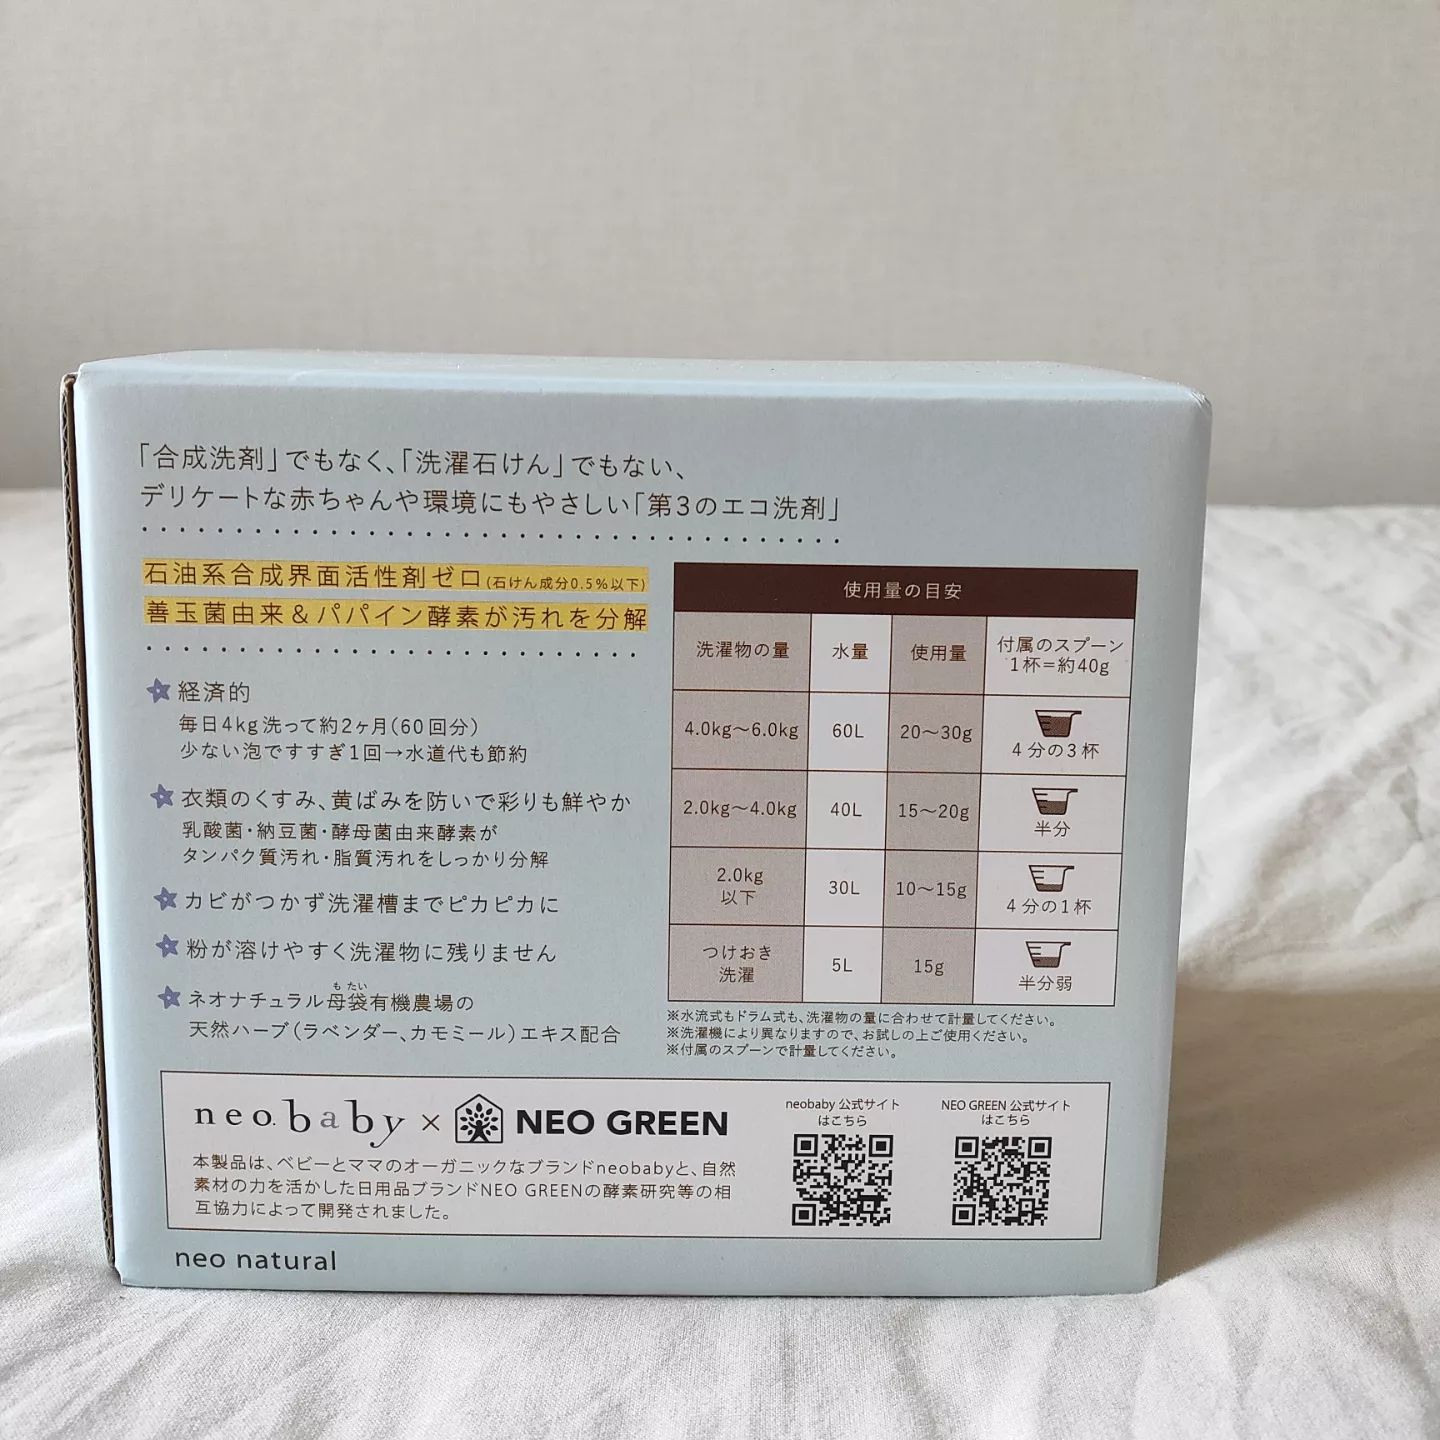 「合成洗剤」でもなく、「洗濯石けん」でもない、
デリケートな赤ちゃんや環境にもやさしい「第3のエコ洗剤」
石油系合成界面活性剤ゼロ(石けん成分0.5%以下)
善玉菌由来&パパイン酵素が汚れを分解
経済的
毎日4kg洗って約2ヶ月(60回分)
少ない泡ですすぎ1回→水道代も節約
衣類のくすみ、黄ばみを防いで彩りも鮮やか
乳酸菌・納豆菌・酵母菌由来酵素が
タンパク質汚れ・脂質汚れをしっかり分解
カビがつかず洗濯槽までピカピカに
粉が溶けやすく洗濯物に残りません
もたい
ネオナチュラル母袋有機農場の
天然ハーブ(ラベンダー、カモミール)エキス配合
使用量の目安
洗濯物の量 水量 使用量 付属のスプーン
1杯=約40g
4.0kg〜6.0kg 60L 20〜30g 4分の3杯
2.0kg〜4.0kg 40L 15〜20g 半分
2.0kg
以下 30L 10〜15g 4分の1杯
つけおき
洗濯 5L 15g 半分弱
※水流式もドラム式も、洗濯物の量に合わせて計量してください。
※洗濯機により異なりますので、お試しの上ご使用ください。
※付属のスプーンで計量してください。
neo.baby × NEO GREEN
本製品は、ベビーとママのオーガニックなブランドneobabyと、自然
素材の力を活かした日用品ブランドNEO GREENの酵素研究等の相
互協力によって開発されました。
neobaby 公式サイト
はこちら
NEO GREEN 公式サイト
はこちら
neo natural